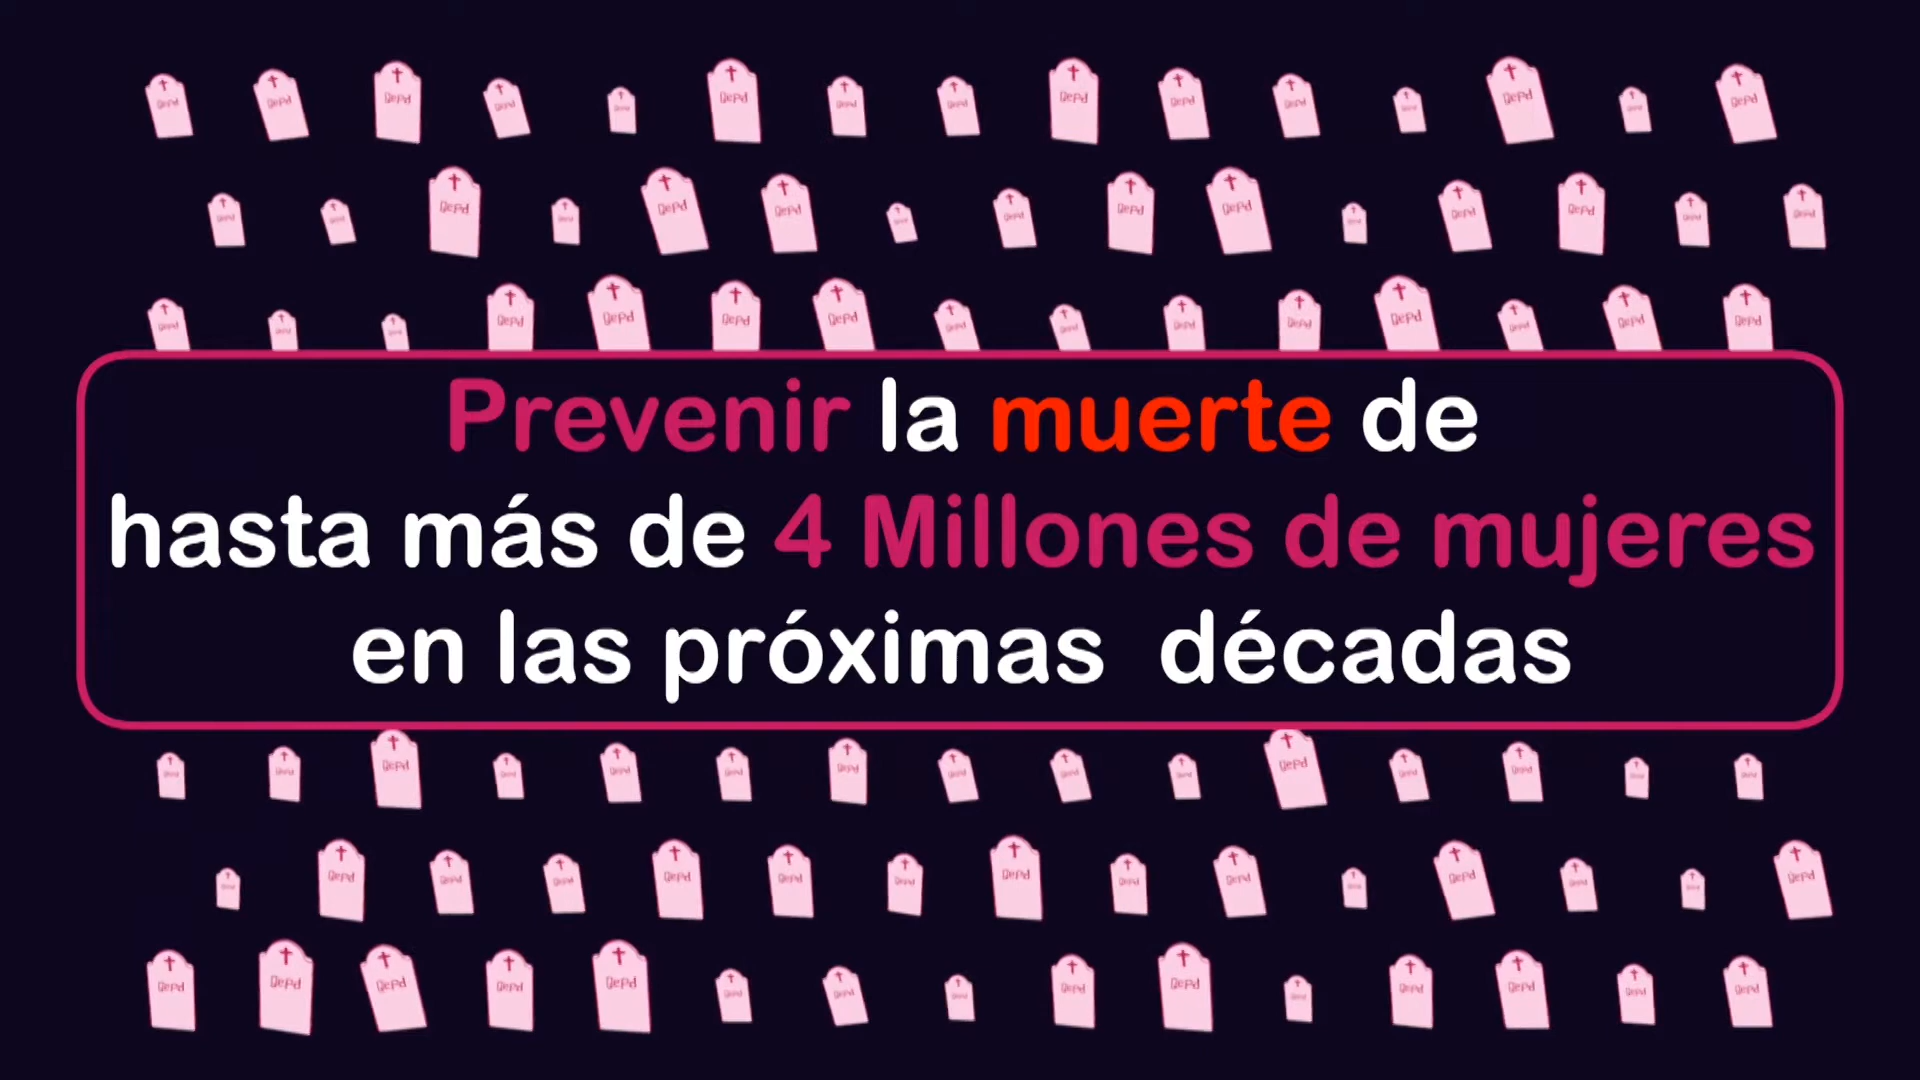 Prevenir la muerte de
hasta más de 4 Millones de mujeres
en las próximas décadas